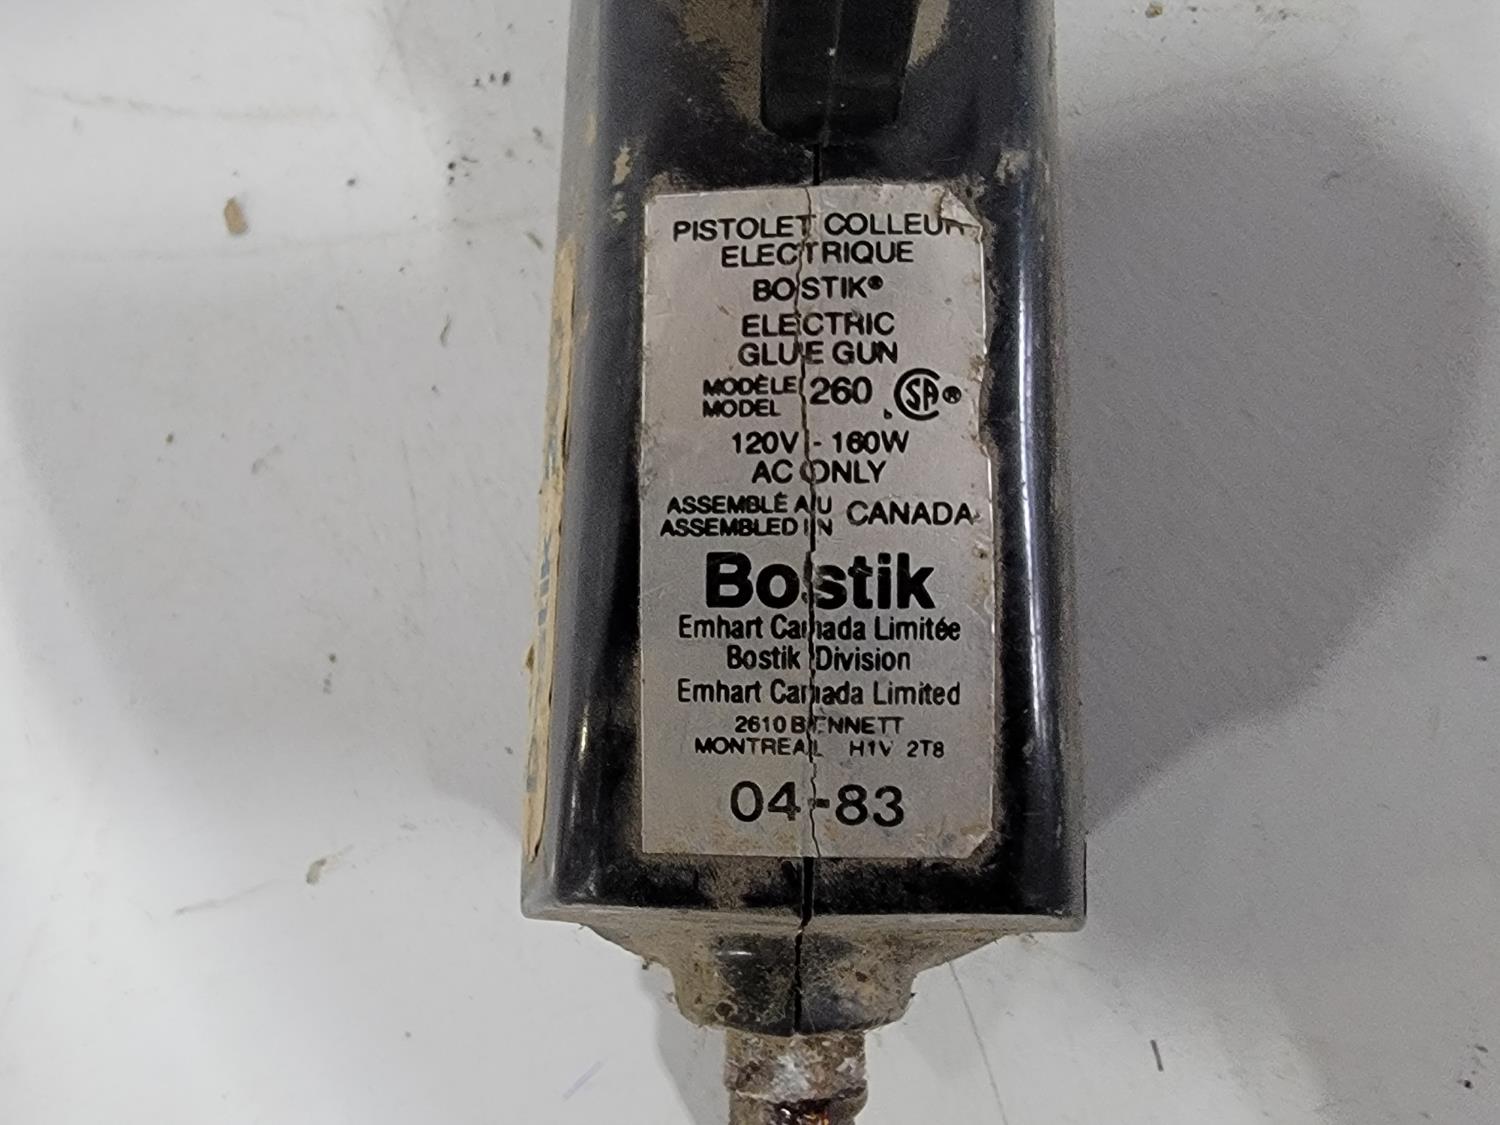 PISTOLET COLLEUR
ELECTRIQUE
BOSTIK®
ELECTRIC
GLUE GUN
MODÈLE
MODEL 260 SA®
120V - 160W
AC ONLY
ASSEMBLÉ AU
ASSEMBLED IN CANADA
Bostik
Emhart Canada Limitée
Bostik Division
Emhart Canada Limited
2610 BENNETT
MONTREAL H1V 2T8
04-83